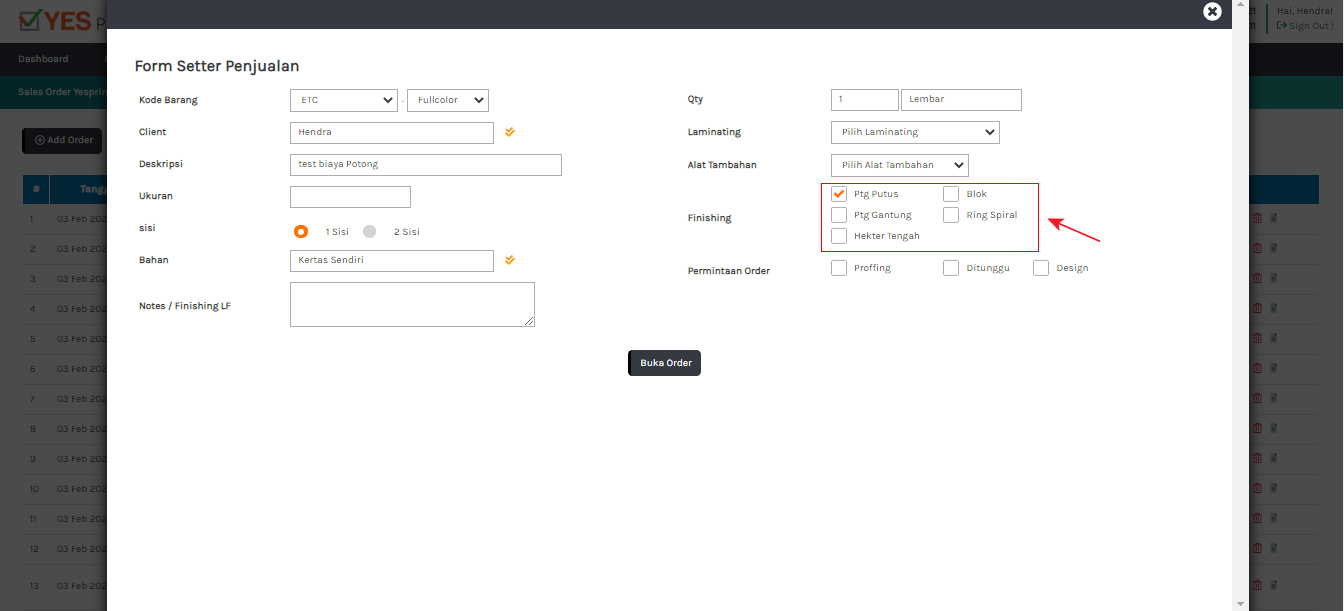 YES P
21
Hai, Hendra!
11
Sign Out !
Dashboard
Sales Order Yesprin
Add Order
# Tangg
1 03 Feb 202
2 03 Feb 202
3 03 Feb 202
4 03 Feb 202
5 03 Feb 202
6 03 Feb 202
7 03 Feb 202
8 03 Feb 202
9 03 Feb 202
10 03 Feb 202
11 03 Feb 202
12 03 Feb 202
13 03 Feb 202
Form Setter Penjualan
Kode Barang ETC - Fullcolor
Client Hendra
Deskripsi test biaya Potong
Ukuran
sisi 1 Sisi 2 Sisi
Bahan Kertas Sendiri
Notes / Finishing LF
Qty 1 Lembar
Laminating Pilih Laminating
Alat Tambahan Pilih Alat Tambahan
Finishing
Ptg Putus Blok
Ptg Gantung Ring Spiral
Hekter Tengah
Permintaan Order Proffing Ditunggu Design
Buka Order